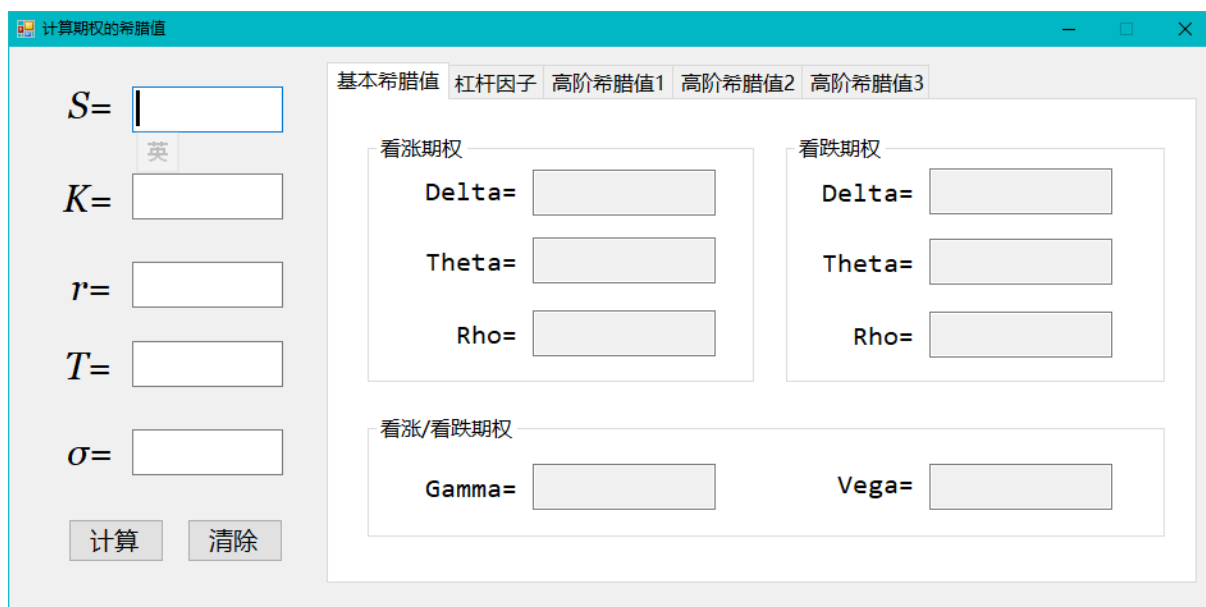 计算期权的希腊值
S=
英
K=
r=
T=
σ=
计算 清除
基本希腊值 杠杆因子 高阶希腊值1 高阶希腊值2 高阶希腊值3
看涨期权
Delta=
Theta=
Rho=
看跌期权
Delta=
Theta=
Rho=
看涨/看跌期权
Gamma= Vega=